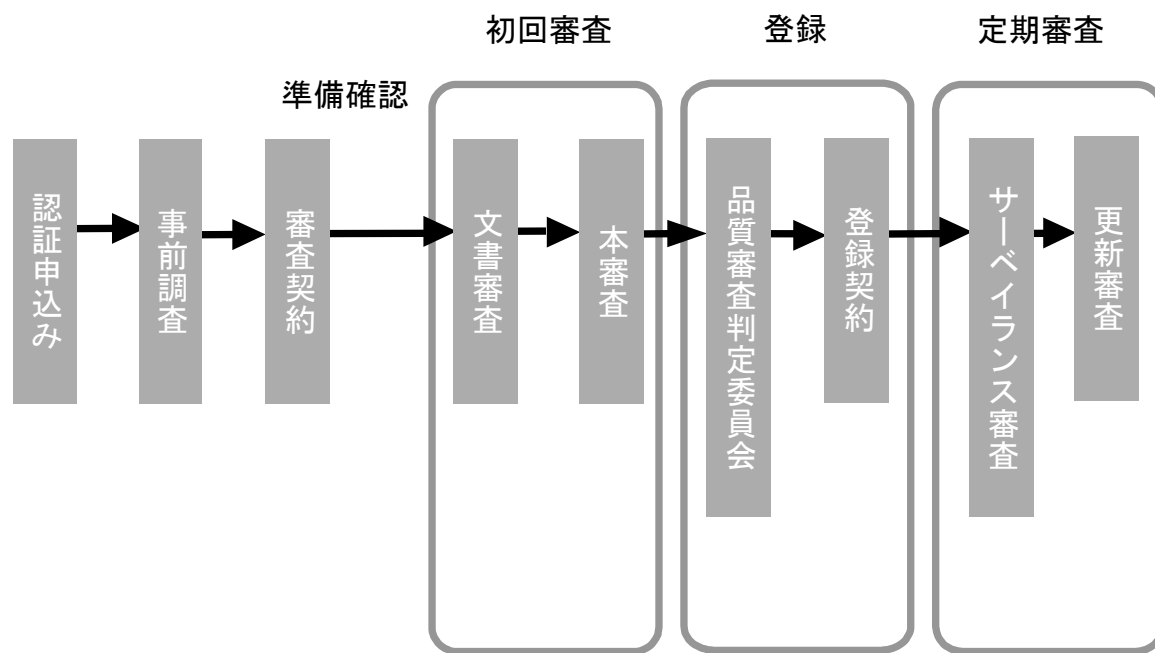 初回審査
登録
定期審査
準備確認
認証申込み
事前調査
審査契約
文書審査
本審査
品質審査判定委員会
登録契約
サーベイランス審査
更新審査